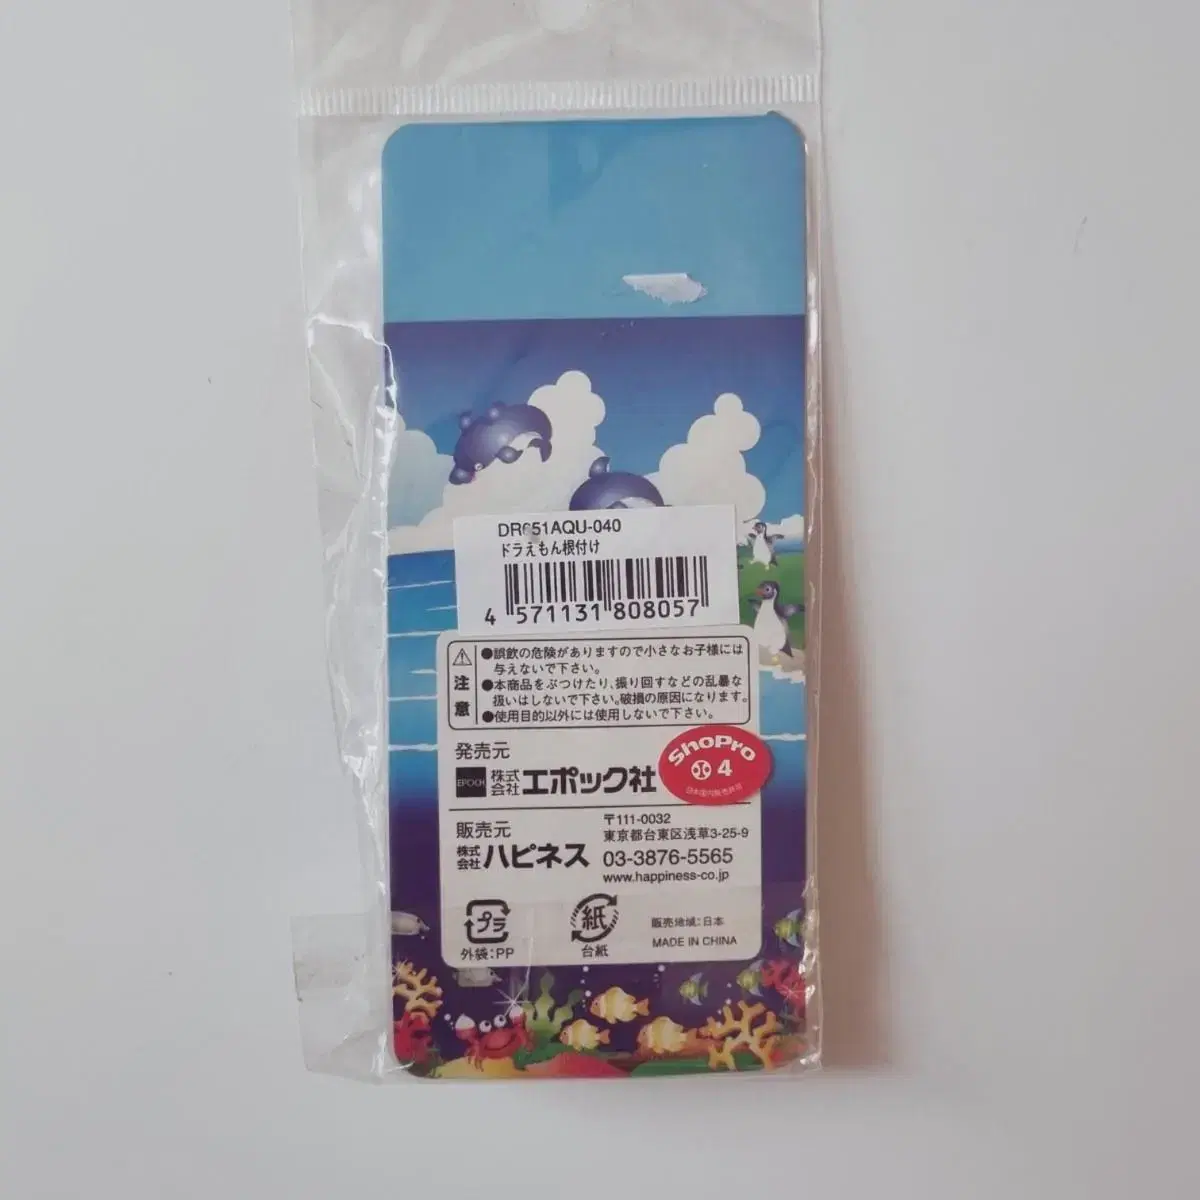 DR651AQU-040
ドラえもん根付け
4 571131 808057
注意
●誤飲の危険がありますので小さなお子様には
与えないで下さい。
●本商品をぶつけたり、振り回すなどの乱暴な
扱いはしないで下さい。破損の原因になります。
●使用目的以外には使用しないで下さい。
発売元
EPOCH 株式会社 エポック社
ShoPro
4
日本国内販売許可
販売元
株式会社 ハピネス
〒111-0032
東京都台東区浅草3-25-9
03-3876-5565
www.happiness-co.jp
プラ
外袋:PP
紙
台紙
販売地域:日本
MADE IN CHINA